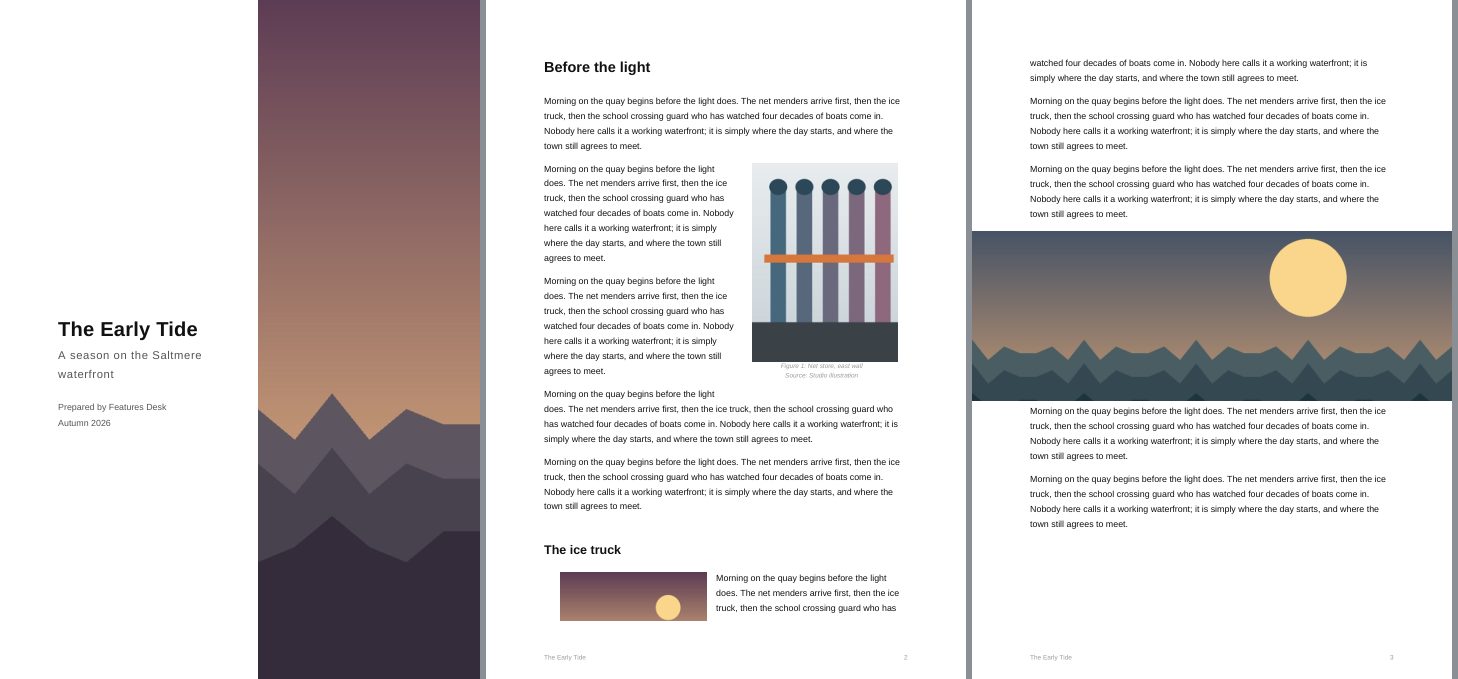 The Early Tide
A season on the Saltmere
waterfront
Prepared by Features Desk
Autumn 2026
Before the light
Morning on the quay begins before the light does. The net menders arrive first, then the ice
truck, then the school crossing guard who has watched four decades of boats come in.
Nobody here calls it a working waterfront; it is simply where the day starts, and where the
town still agrees to meet.
Morning on the quay begins before the light
does. The net menders arrive first, then the ice
truck, then the school crossing guard who has
watched four decades of boats come in. Nobody
here calls it a working waterfront; it is simply
where the day starts, and where the town still
agrees to meet.
Morning on the quay begins before the light
does. The net menders arrive first, then the ice
truck, then the school crossing guard who has
watched four decades of boats come in. Nobody
here calls it a working waterfront; it is simply
where the day starts, and where the town still
agrees to meet.
Figure 1: Net store, east wall
Source: Studio illustration
Morning on the quay begins before the light
does. The net menders arrive first, then the ice truck, then the school crossing guard who
has watched four decades of boats come in. Nobody here calls it a working waterfront; it is
simply where the day starts, and where the town still agrees to meet.
Morning on the quay begins before the light does. The net menders arrive first, then the ice
truck, then the school crossing guard who has watched four decades of boats come in.
Nobody here calls it a working waterfront; it is simply where the day starts, and where the
town still agrees to meet.
The ice truck
Morning on the quay begins before the light
does. The net menders arrive first, then the ice
truck, then the school crossing guard who has
The Early Tide
2
watched four decades of boats come in. Nobody here calls it a working waterfront; it is
simply where the day starts, and where the town still agrees to meet.
Morning on the quay begins before the light does. The net menders arrive first, then the ice
truck, then the school crossing guard who has watched four decades of boats come in.
Nobody here calls it a working waterfront; it is simply where the day starts, and where the
town still agrees to meet.
Morning on the quay begins before the light does. The net menders arrive first, then the ice
truck, then the school crossing guard who has watched four decades of boats come in.
Nobody here calls it a working waterfront; it is simply where the day starts, and where the
town still agrees to meet.
Morning on the quay begins before the light does. The net menders arrive first, then the ice
truck, then the school crossing guard who has watched four decades of boats come in.
Nobody here calls it a working waterfront; it is simply where the day starts, and where the
town still agrees to meet.
Morning on the quay begins before the light does. The net menders arrive first, then the ice
truck, then the school crossing guard who has watched four decades of boats come in.
Nobody here calls it a working waterfront; it is simply where the day starts, and where the
town still agrees to meet.
The Early Tide
3